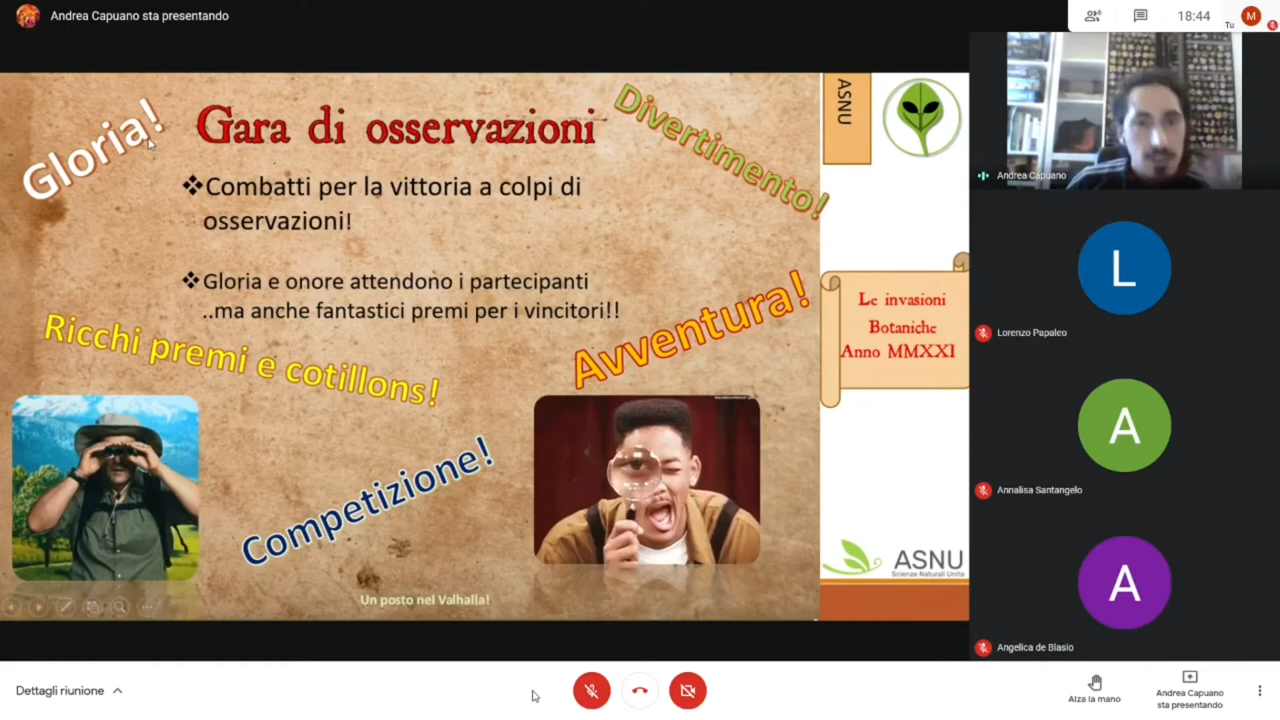 Andrea Capuano sta presentando
6
18:44
Tu
M
Gloria!
Gara di osservazioni
Divertimento!
❖Combatti per la vittoria a colpi di
osservazioni!
❖Gloria e onore attendono i partecipanti
..ma anche fantastici premi per i vincitori!!
Ricchi premi e cotillons!
Avventura!
Competizione!
Un posto nel Valhalla!
ASNU
Le invasioni
Botaniche
Anno MMXXI
ASNU
Scienze Naturali Unite
Andrea Capuano
L
Lorenzo Papaleo
A
Annalisa Santangelo
A
Angelica de Blasio
Dettagli riunione
Alza la mano
Andrea Capuano
sta presentando